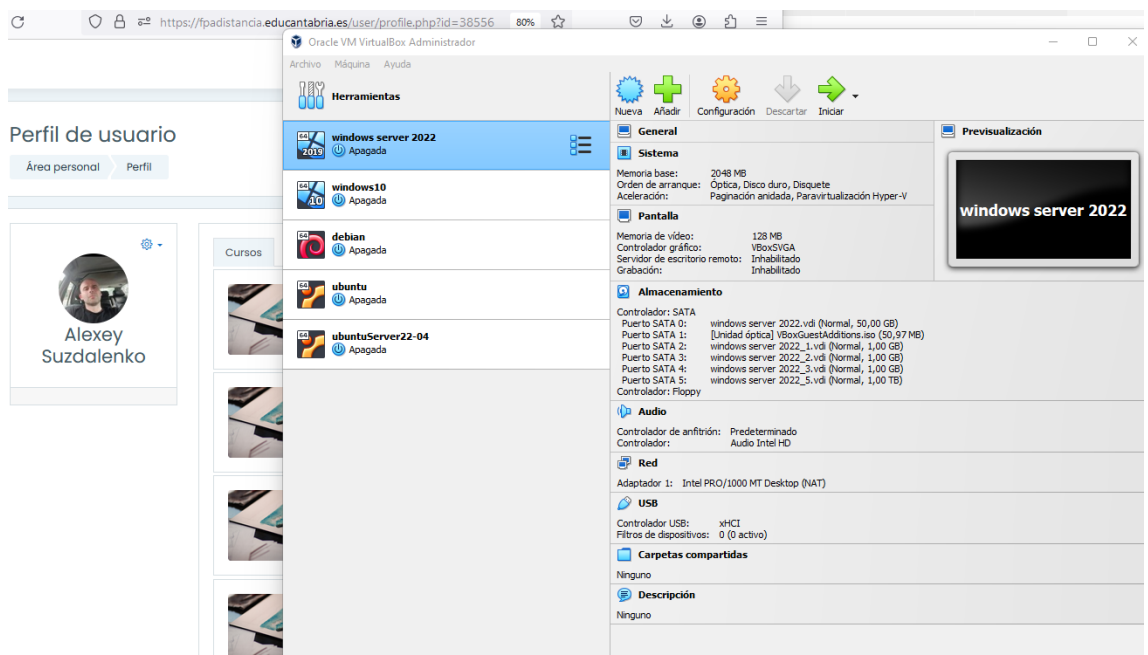 https://fpadistancia.educantabria.es/user/profile.php?id=38556 80%
Perfil de usuario
Área personal Perfil
Alexey
Suzdalenko
Cursos
Oracle VM VirtualBox Administrador
Archivo Máquina Ayuda
Herramientas
64 2019 windows server 2022
Apagada
64 10 windows10
Apagada
64 debian
Apagada
64 ubuntu
Apagada
64 ubuntuServer22-04
Apagada
Nueva Añadir Configuración Descartar Iniciar
General
Sistema
Memoria base: 2048 MB
Orden de arranque: Óptica, Disco duro, Disquete
Aceleración: Paginación anidada, Paravirtualización Hyper-V
Pantalla
Memoria de vídeo: 128 MB
Controlador gráfico: VBoxSVGA
Servidor de escritorio remoto: Inhabilitado
Grabación: Inhabilitado
Previsualización
windows server 2022
Almacenamiento
Controlador: SATA
Puerto SATA 0: windows server 2022.vdi (Normal, 50,00 GB)
Puerto SATA 1: [Unidad óptica] VBoxGuestAdditions.iso (50,97 MB)
Puerto SATA 2: windows server 2022_1.vdi (Normal, 1,00 GB)
Puerto SATA 3: windows server 2022_2.vdi (Normal, 1,00 GB)
Puerto SATA 4: windows server 2022_3.vdi (Normal, 1,00 GB)
Puerto SATA 5: windows server 2022_5.vdi (Normal, 1,00 TB)
Controlador: Floppy
Audio
Controlador de anfitrión: Predeterminado
Controlador: Audio Intel HD
Red
Adaptador 1: Intel PRO/1000 MT Desktop (NAT)
USB
Controlador USB: xHCI
Filtros de dispositivos: 0 (0 activo)
Carpetas compartidas
Ninguno
Descripción
Ninguno